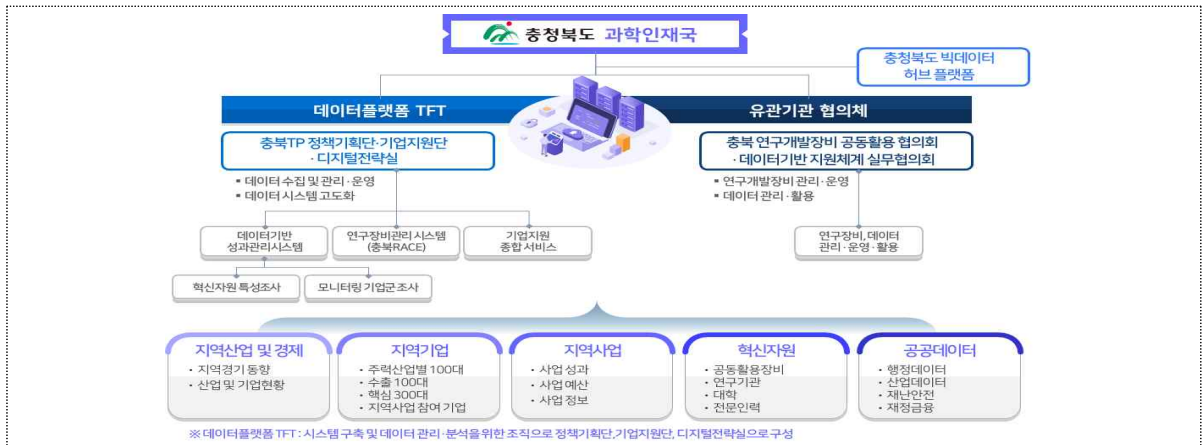 충청북도 과학인재국
충청북도 빅데이터
허브 플랫폼
데이터플랫폼 TFT
유관기관 협의체
충북TP 정책기획단·기업지원단
·디지털전략실
충북 연구개발장비 공동활용 협의회
·데이터기반 지원체계 실무협의회
▪ 데이터 수집 및 관리·운영
▪ 데이터 시스템 고도화
▪ 연구개발장비 관리·운영
▪ 데이터 관리·활용
데이터기반
성과관리시스템
연구장비관리 시스템
(충북RACE)
기업지원
종합 서비스
연구장비, 데이터
관리·운영·활용
혁신자원 특성조사
모니터링 기업군 조사
지역산업 및 경제
• 지역경기 동향
• 산업 및 기업현황
지역기업
• 주력산업별 100대
• 수출 100대
• 핵심 300대
• 지역사업 참여 기업
지역사업
• 사업 성과
• 사업 예산
• 사업 정보
혁신자원
• 공동활용장비
• 연구기관
• 대학
• 전문인력
공공데이터
• 행정데이터
• 산업데이터
• 재난안전
• 재정금융
※ 데이터플랫폼 TFT : 시스템 구축 및 데이터 관리·분석을 위한 조직으로 정책기획단,기업지원단, 디지털전략실으로 구성